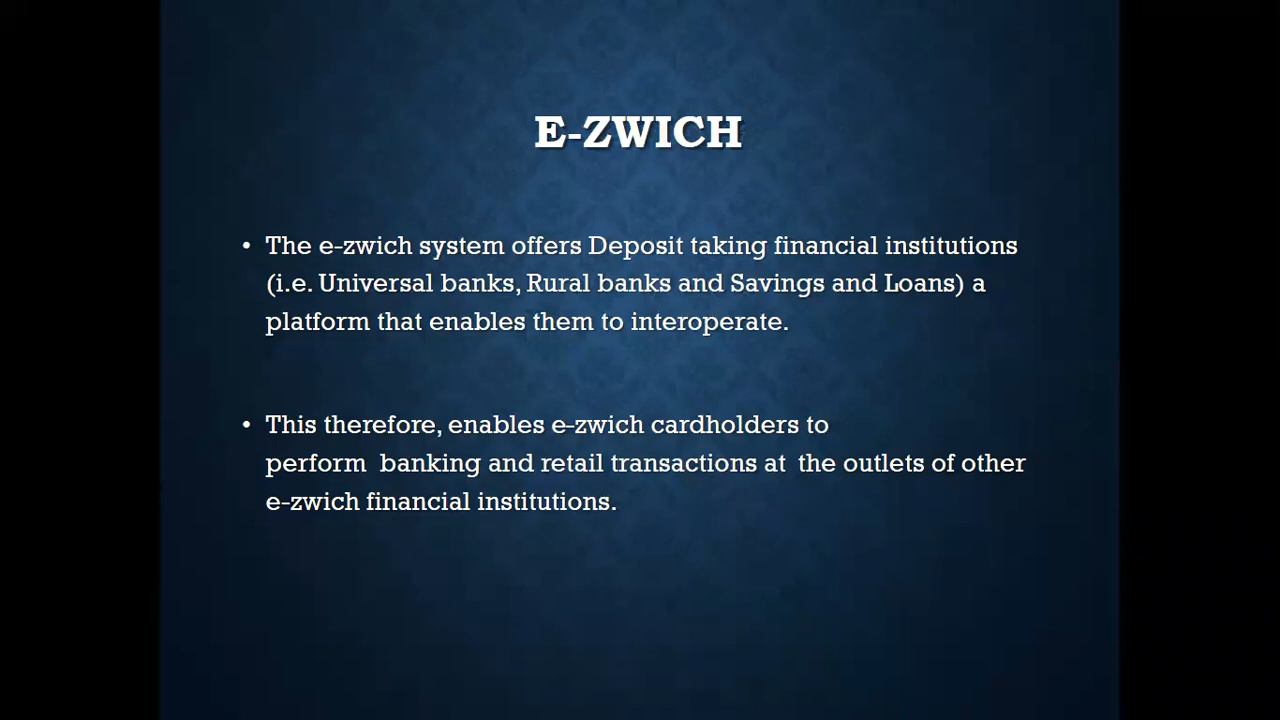 E-ZWICH
• The e-zwich system offers Deposit taking financial institutions
(i.e. Universal banks, Rural banks and Savings and Loans) a
platform that enables them to interoperate.
• This therefore, enables e-zwich cardholders to
perform  banking and retail transactions at  the outlets of other
e-zwich financial institutions.